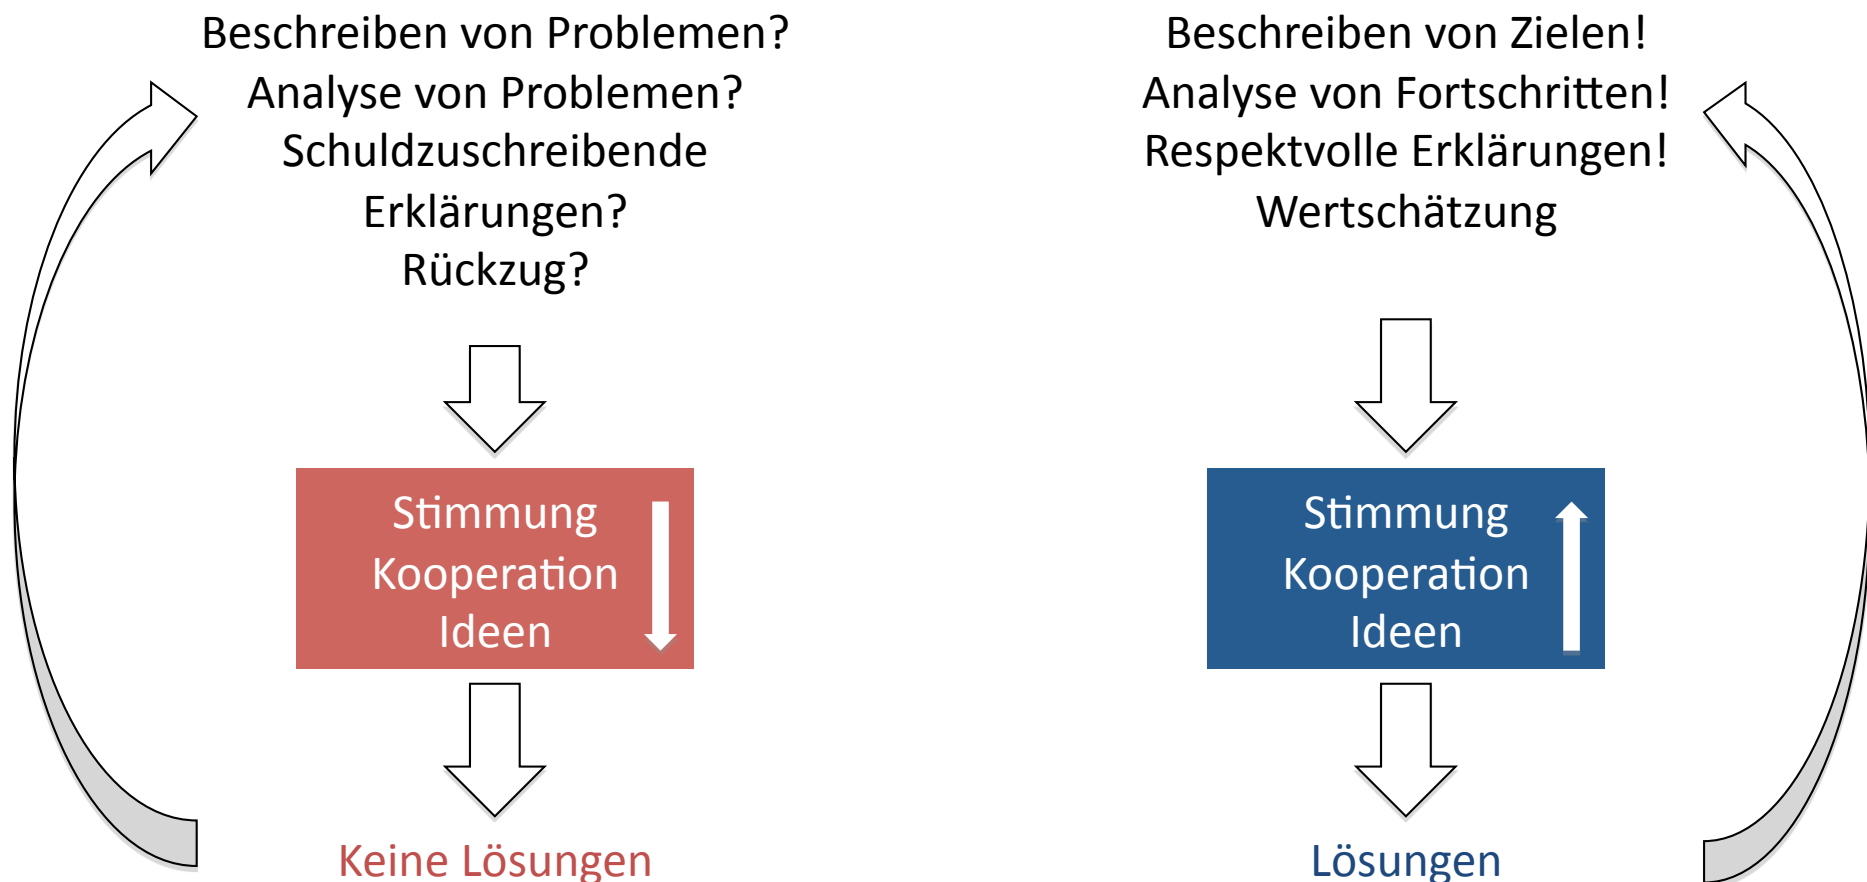 Beschreiben von Problemen?
Analyse von Problemen?
Schuldzuschreibende
Erklärungen?
Rückzug?
Stimmung
Kooperation
Ideen
Keine Lösungen
Beschreiben von Zielen!
Analyse von Fortschritten!
Respektvolle Erklärungen!
Wertschätzung
Stimmung
Kooperation
Ideen
Lösungen